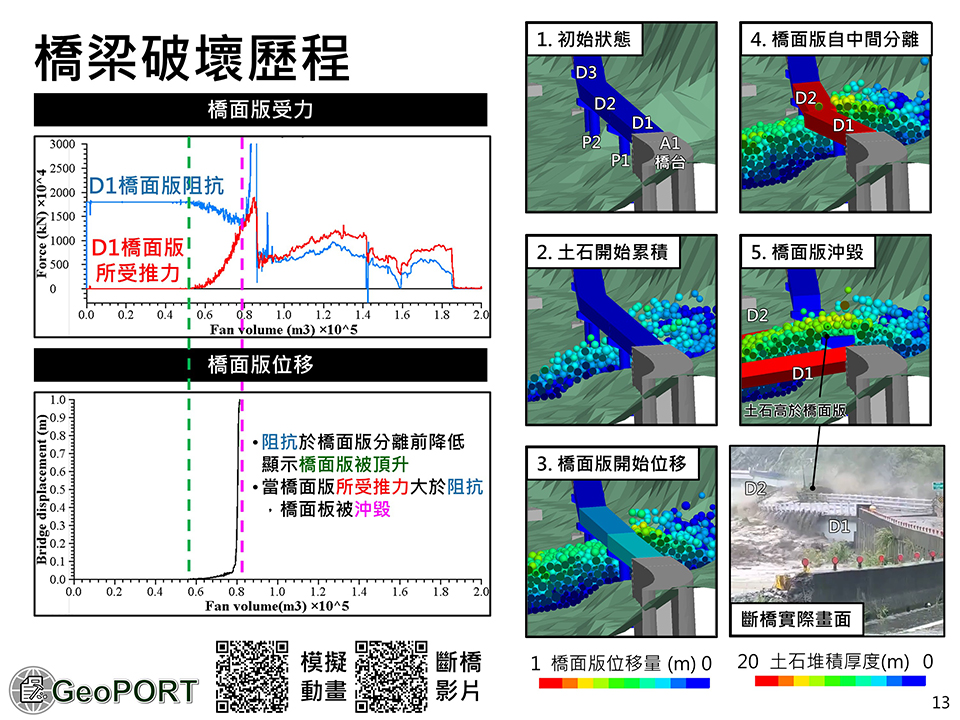 橋梁破壞歷程
橋面版受力
3000
2500
2000
1500
1000
500
0
Force (kN) ×10^4
D1橋面版阻抗
D1橋面版
所受推力
0.0 0.2 0.4 0.6 0.8 1.0 1.2 1.4 1.6 1.8 2.0
Fan volume (m3) ×10^5
橋面版位移
1.0
0.9
0.8
0.7
0.6
0.5
0.4
0.3
0.2
0.1
0.0
Bridge displacement (m)
•阻抗於橋面版分離前降低
顯示橋面版被頂升
•當橋面版所受推力大於阻抗
，橋面板被沖毀
0.0 0.2 0.4 0.6 0.8 1.0 1.2 1.4 1.6 1.8 2.0
Fan volume(m3) ×10^5
GeoPORT
模擬
動畫
斷橋
影片
1. 初始狀態
D3
D2
D1
P2
P1
A1
橋台
2. 土石開始累積
3. 橋面版開始位移
4. 橋面版自中間分離
D2
D1
5. 橋面版沖毀
D2
D1
土石高於橋面版
D2
D1
斷橋實際畫面
1 橋面版位移量 (m) 0
20 土石堆積厚度(m) 0
13